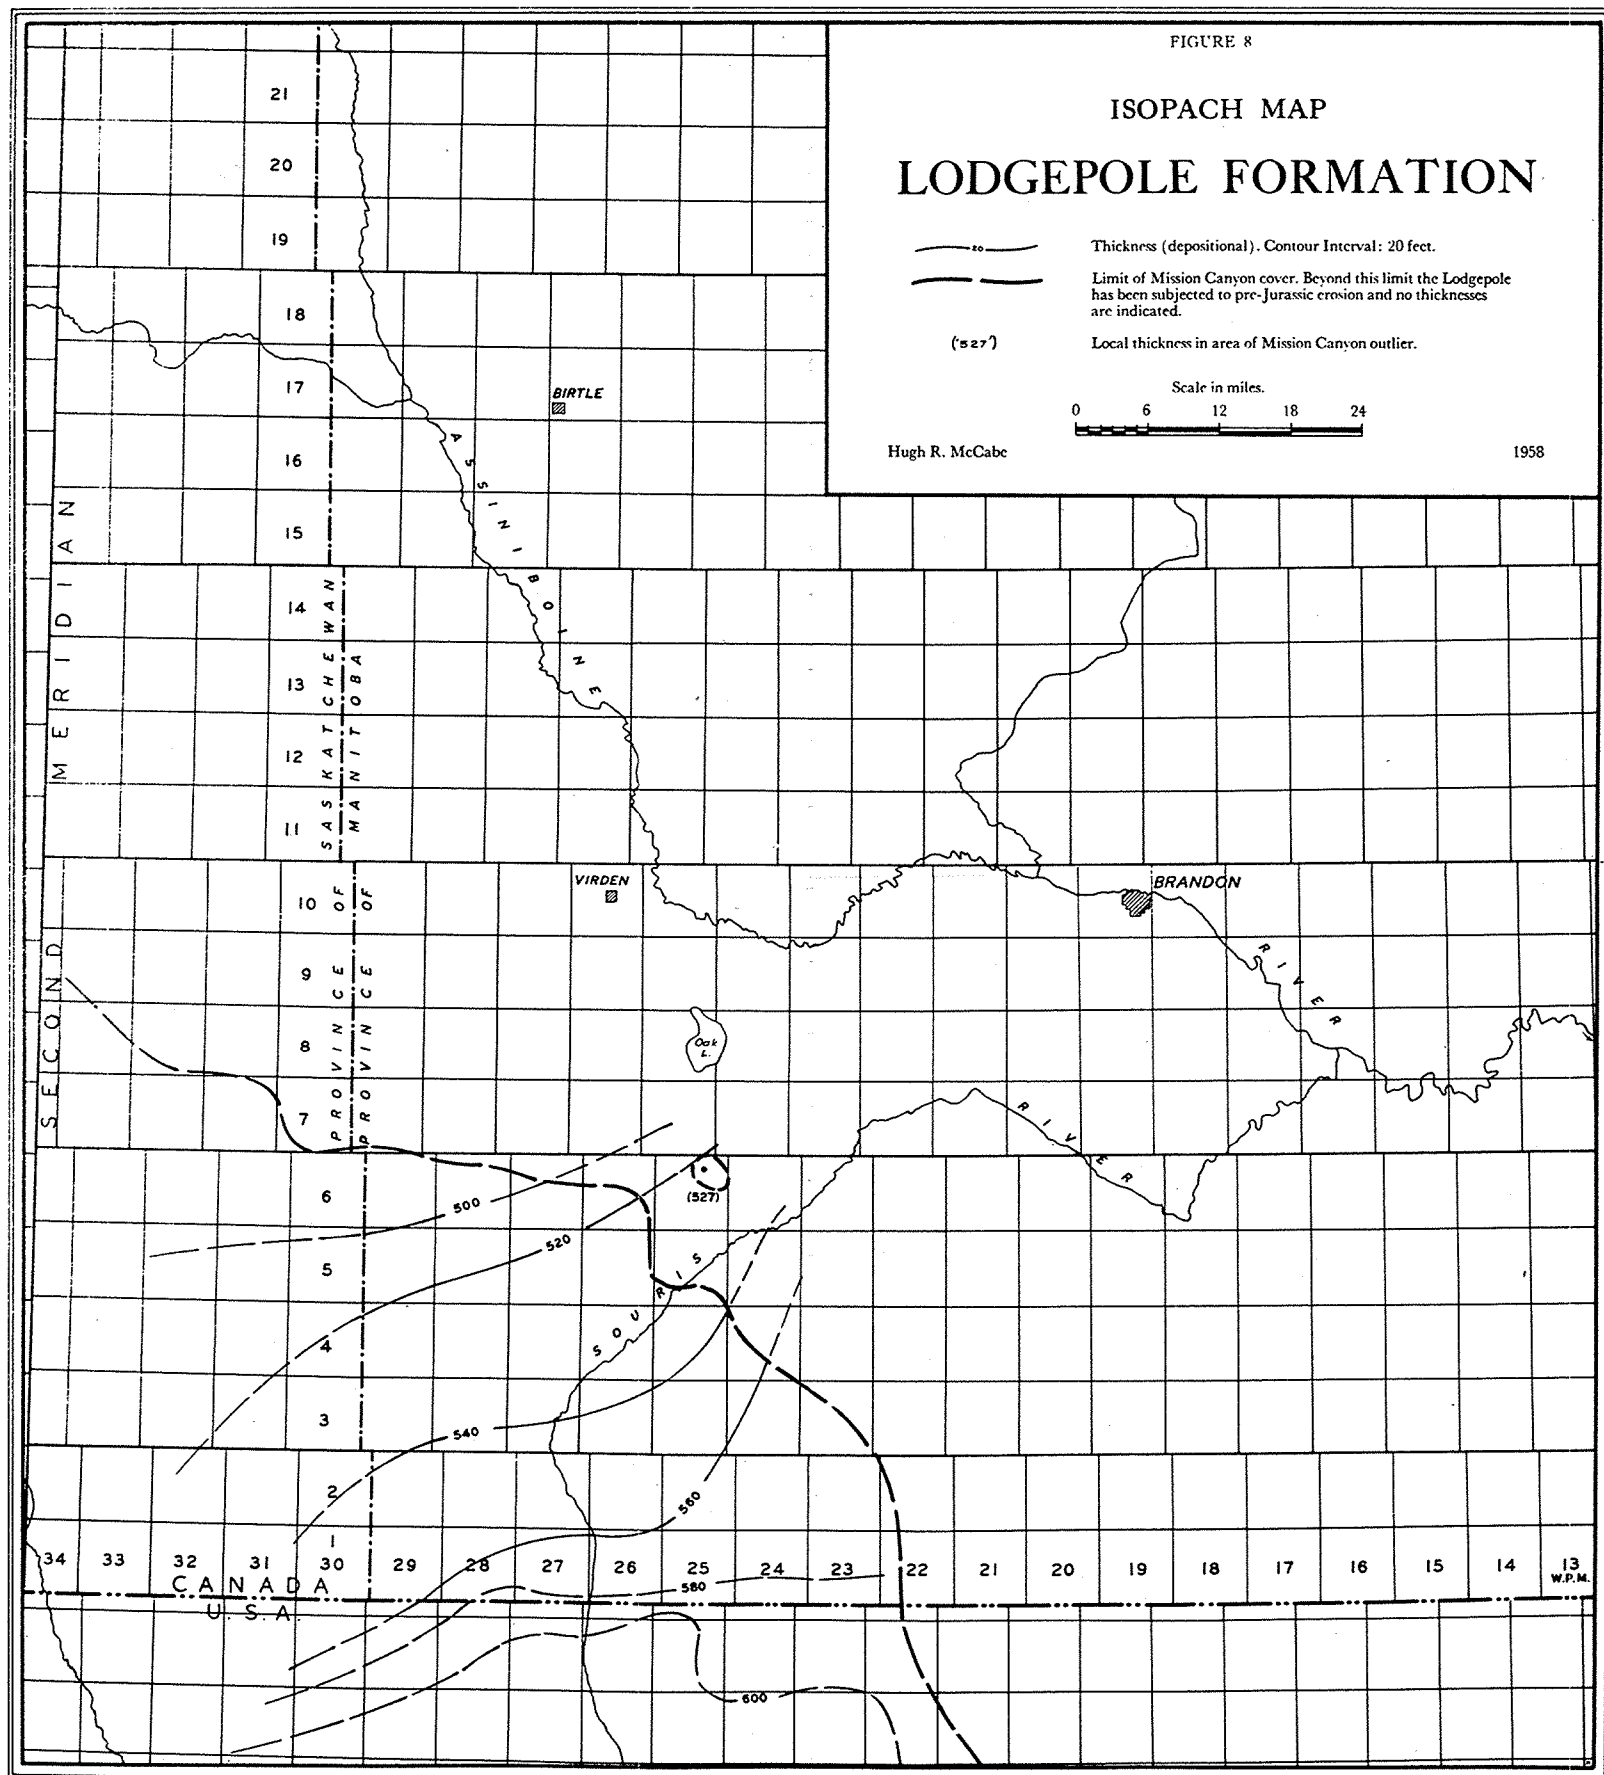 FIGURE 8
ISOPACH MAP
LODGEPOLE FORMATION
20
Thickness (depositional). Contour Interval: 20 feet.
Limit of Mission Canyon cover. Beyond this limit the Lodgepole
has been subjected to pre-Jurassic erosion and no thicknesses
are indicated.
('527')
Local thickness in area of Mission Canyon outlier.
Scale in miles.
0 6 12 18 24
Hugh R. McCabe
1958
21
20
19
18
17
16
15
14
13
12
11
10
9
8
7
6
5
4
3
2
1
BIRTLE
ASSINIBOINE
SECOND MERIDIAN
PROVINCE OF SASKATCHEWAN
PROVINCE OF MANITOBA
VIRDEN
BRANDON
RIVER
Oak
L.
RIVER
SOURIS
500
(527)
520
540
560
580
600
34 33 32 31 30 29 28 27 26 25 24 23 22 21 20 19 18 17 16 15 14 13
W.P.M.
CANADA
U.S.A.